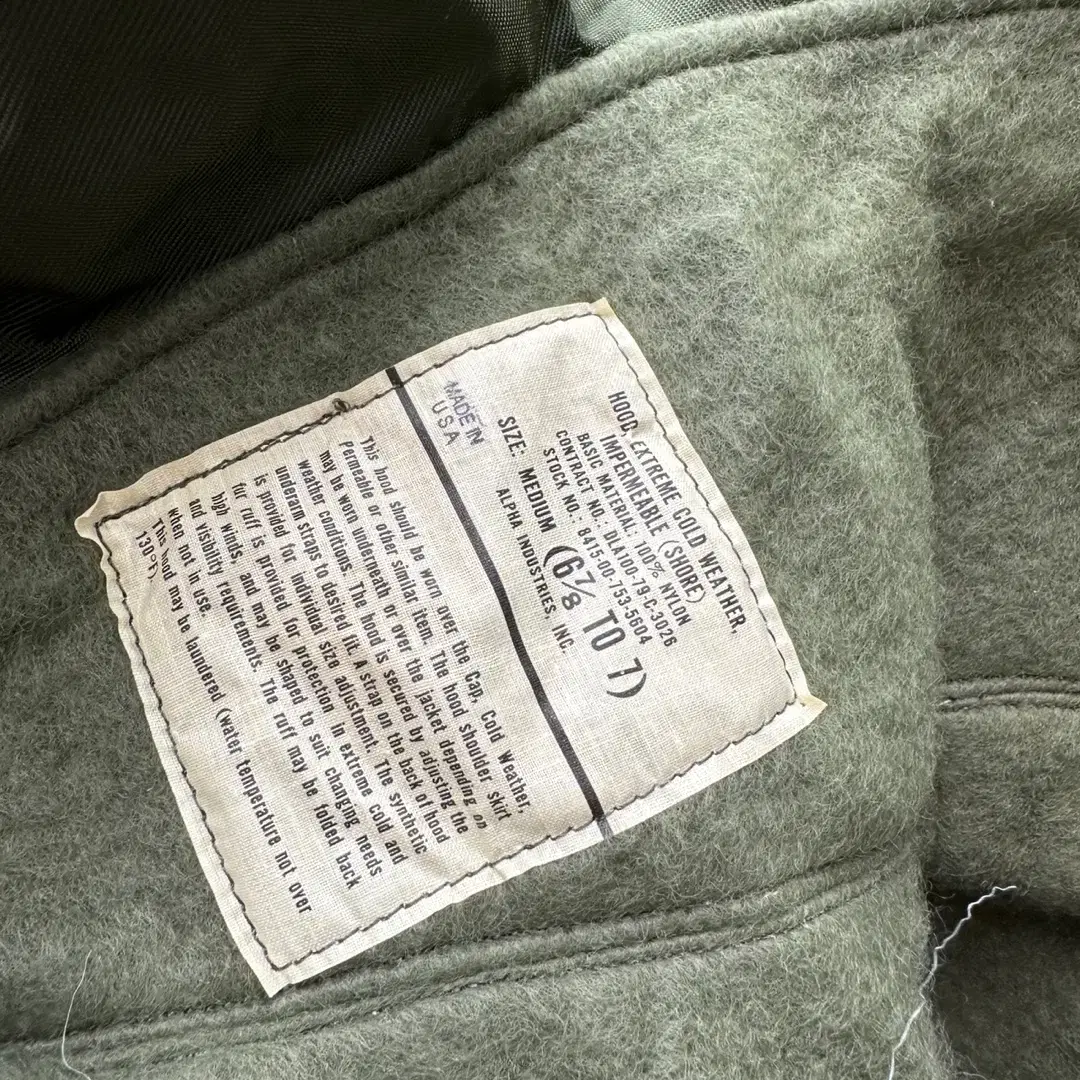 HOOD, EXTREME COLD WEATHER,
IMPERMEABLE (SHORE)
BASIC MATERIAL: 100% NYLON
CONTRACT NO.: DLA100-79-C-3026
STOCK NO.: 8415-00-753-5604
SIZE: MEDIUM (6⅞ TO 7)
ALPHA INDUSTRIES, INC.
MADE IN
USA
This hood should be worn over the Cap, Cold Weather,
Permeable or other similar item. The hood shoulder skirt
may be worn underneath or over the jacket depending on
weather conditions. The hood is secured by adjusting the
underarm straps to desired fit. A strap on the back of hood
is provided for individual size adjustment. The synthetic
fur ruff is provided for protection in extreme cold and
high winds, and may be shaped to suit changing needs
and visibility requirements. The ruff may be folded back
when not in use.
This hood may be laundered (water temperature not over
130°F).